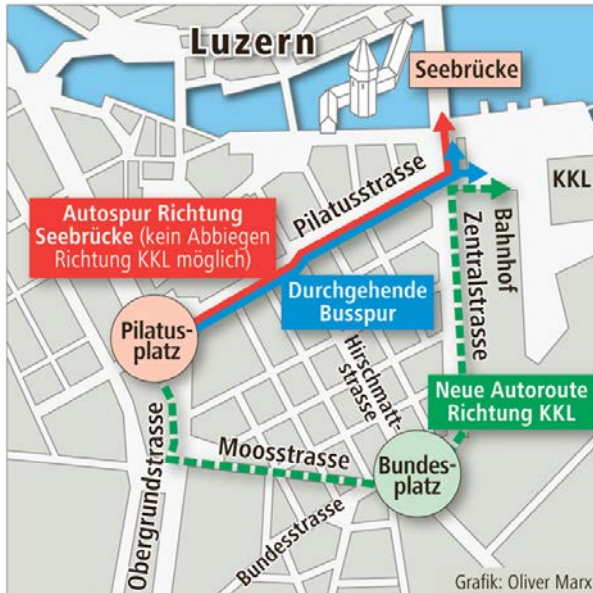 Luzern
Seebrücke
KKL
Pilatusstrasse
Autospur Richtung
Seebrücke (kein Abbiegen
Richtung KKL möglich)
Bahnhof
Zentralstrasse
Durchgehende
Busspur
Pilatus-
platz
Hirschmatt-
strasse
Neue Autoroute
Richtung KKL
Moosstrasse
Bundes-
platz
Obergrundstrasse
Bundesstrasse
Grafik: Oliver Marx